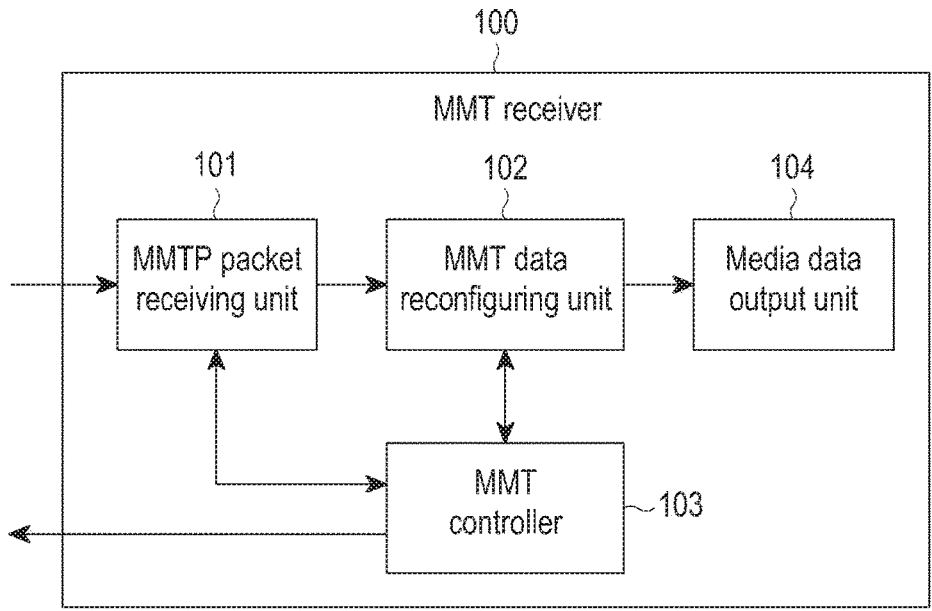 100
MMT receiver
101
102
104
MMTP packet
receiving unit
MMT data
reconfiguring unit
Media data
output unit
MMT
controller
103